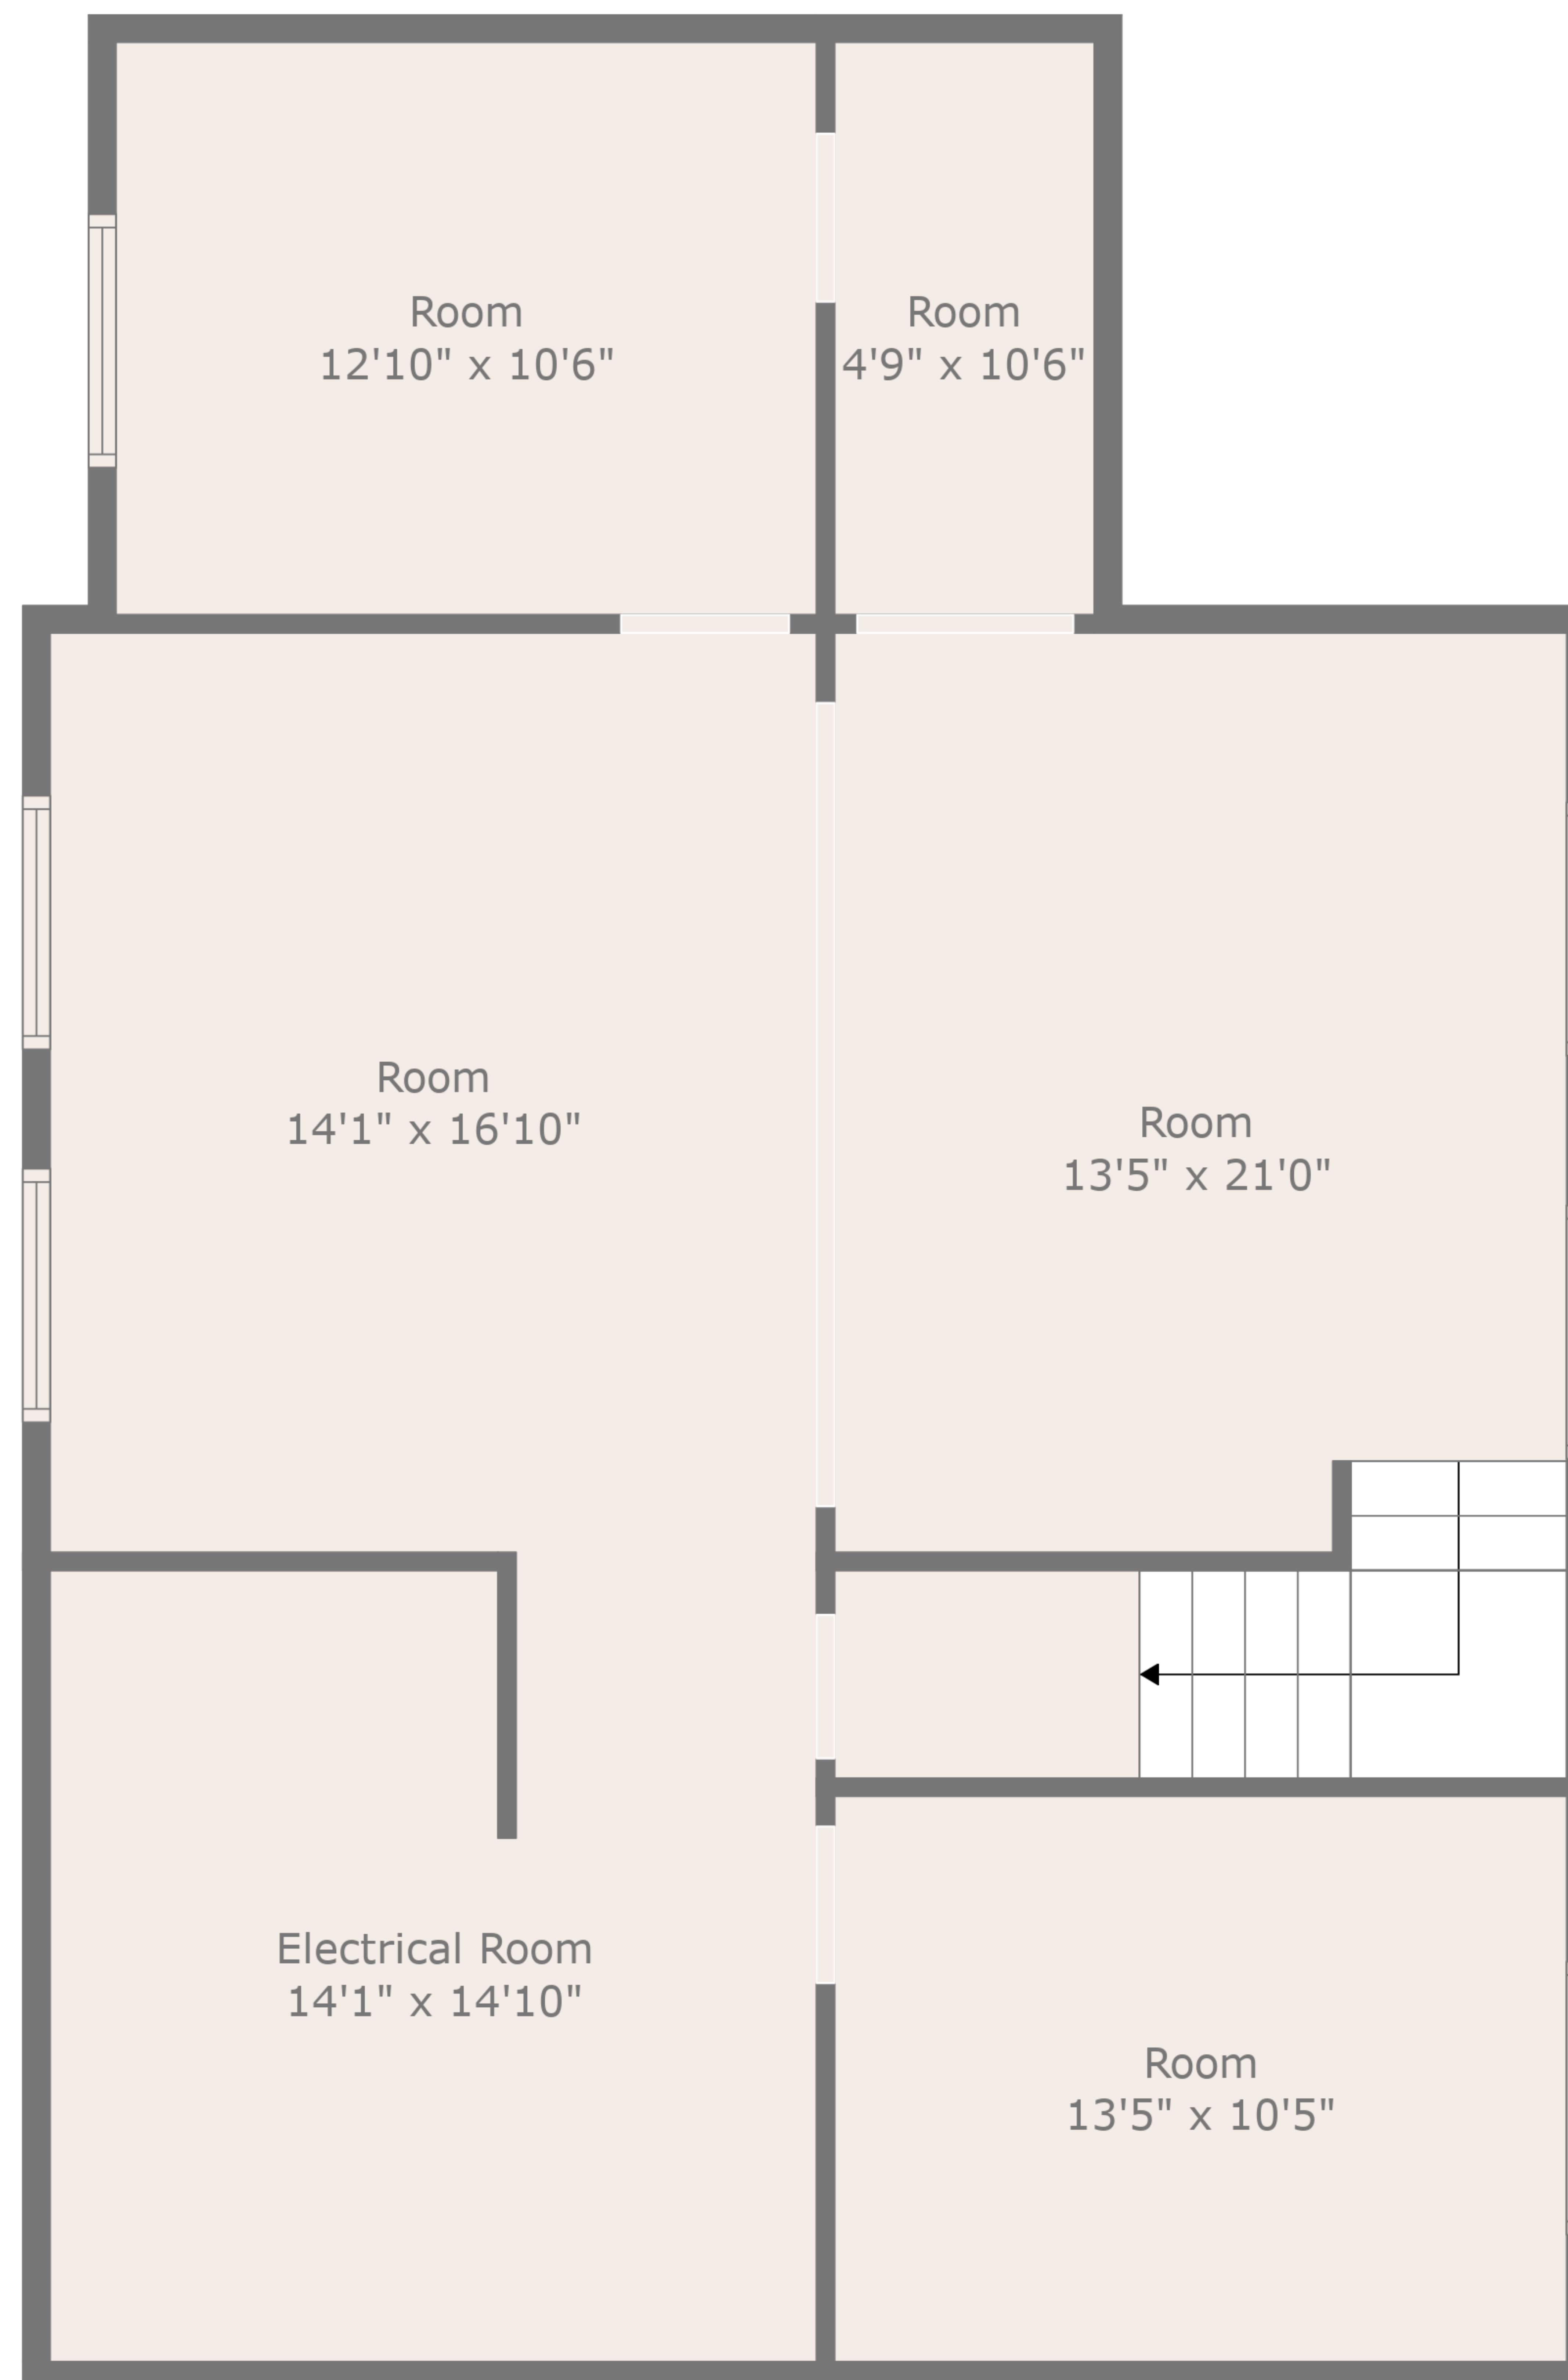 Room
12'10" x 10'6"
Room
4'9" x 10'6"
Room
14'1" x 16'10"
Room
13'5" x 21'0"
Electrical Room
14'1" x 14'10"
Room
13'5" x 10'5"